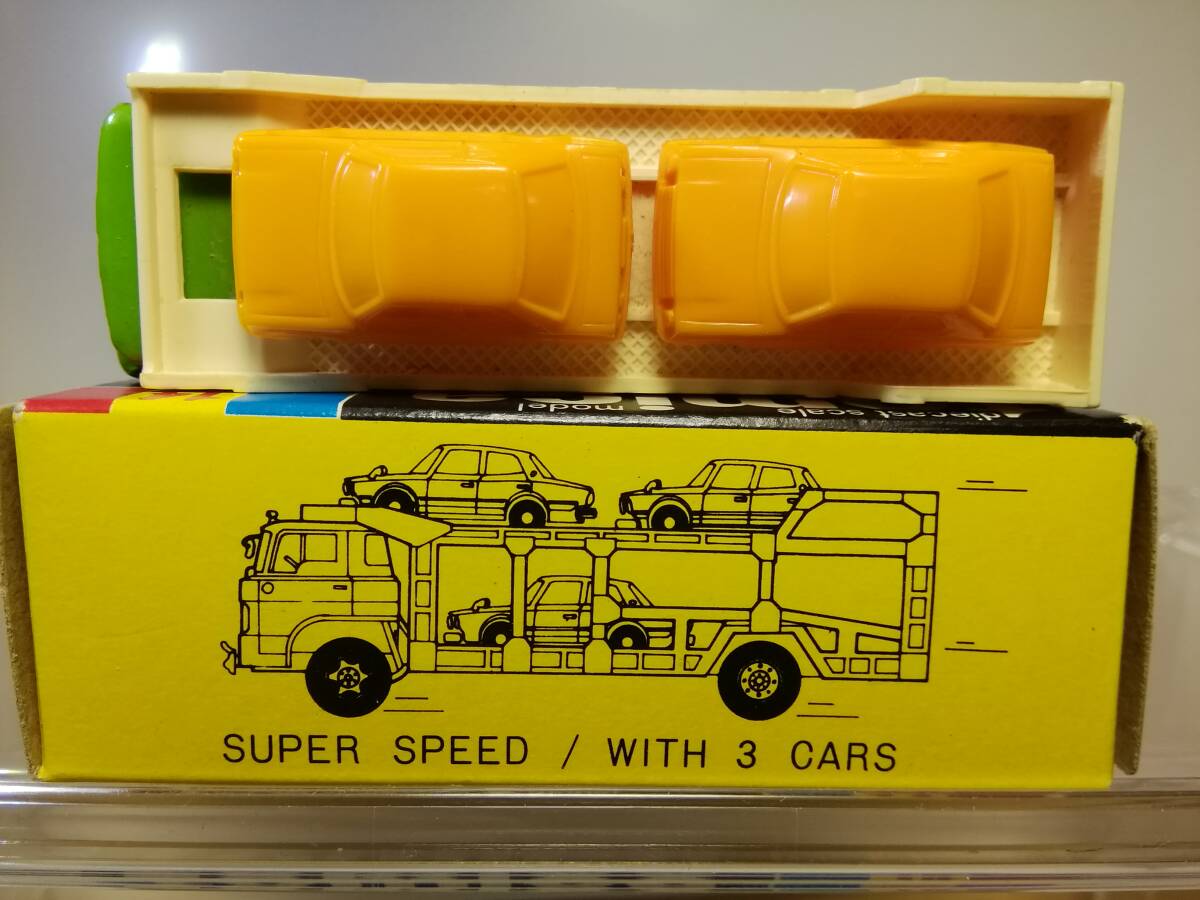 model
diecast scale
SUPER SPEED / WITH 3 CARS